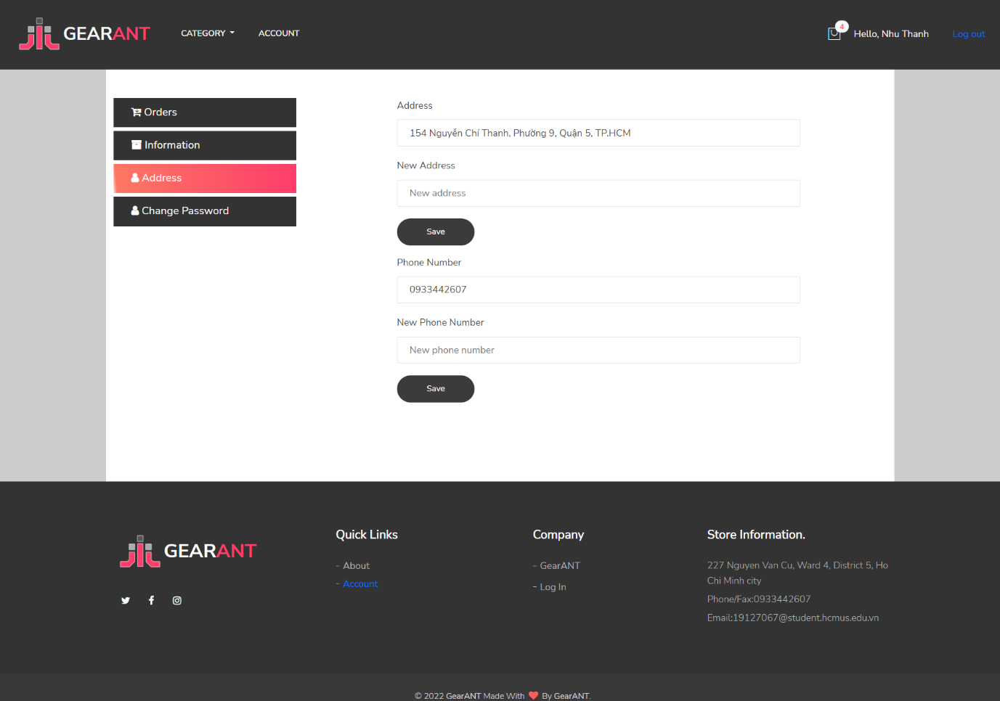 GEARANT
CATEGORY
ACCOUNT
4
Hello, Nhu Thanh
Log out
Orders
Information
Address
Change Password
Address
154 Nguyễn Chí Thanh, Phường 9, Quận 5, TP.HCM
New Address
New address
Save
Phone Number
0933442607
New Phone Number
New phone number
Save
GEARANT
Quick Links
- About
- Account
Company
- GearANT
- Log In
Store Information.
227 Nguyen Van Cu, Ward 4, District 5, Ho
Chi Minh city
Phone/Fax:0933442607
Email:19127067@student.hcmus.edu.vn
© 2022 GearANT Made With ❤ By GearANT.